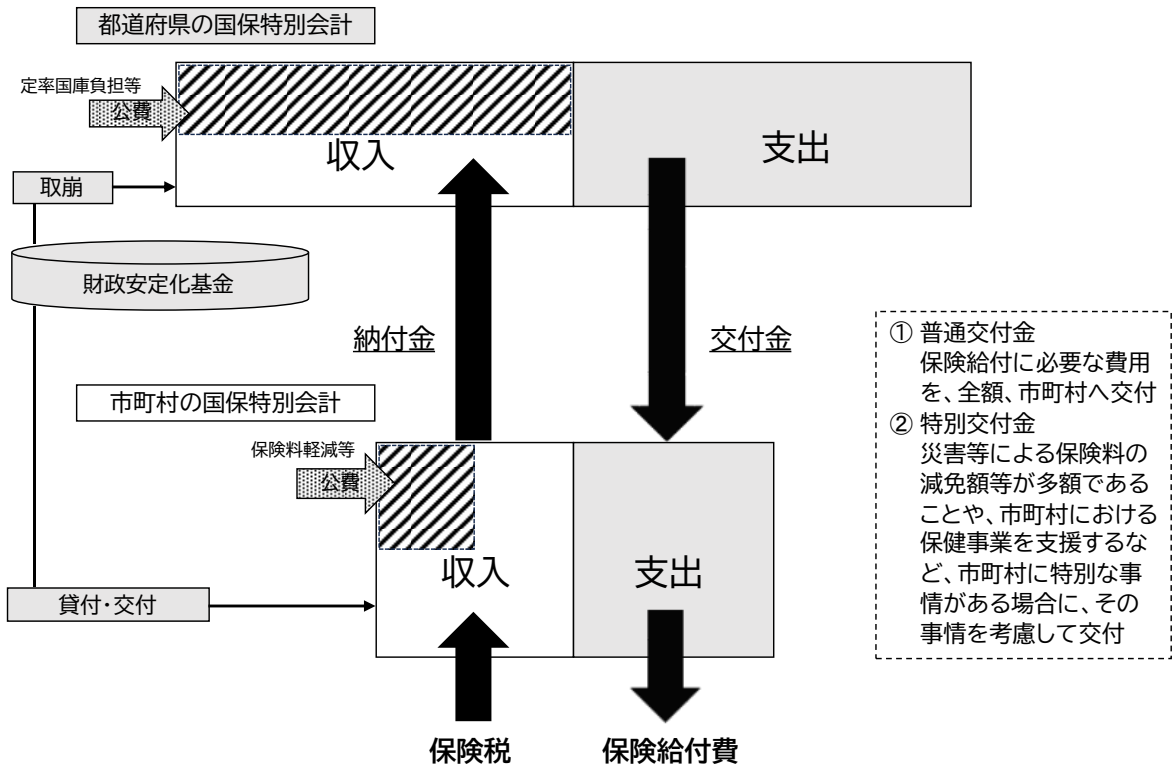 都道府県の国保特別会計
定率国庫負担等
公費
収入
支出
取崩
財政安定化基金
納付金
交付金
市町村の国保特別会計
保険料軽減等
公費
収入
支出
貸付・交付
保険税
保険給付費
① 普通交付金
保険給付に必要な費用
を、全額、市町村へ交付
② 特別交付金
災害等による保険料の
減免額等が多額である
ことや、市町村における
保健事業を支援するな
ど、市町村に特別な事
情がある場合に、その
事情を考慮して交付